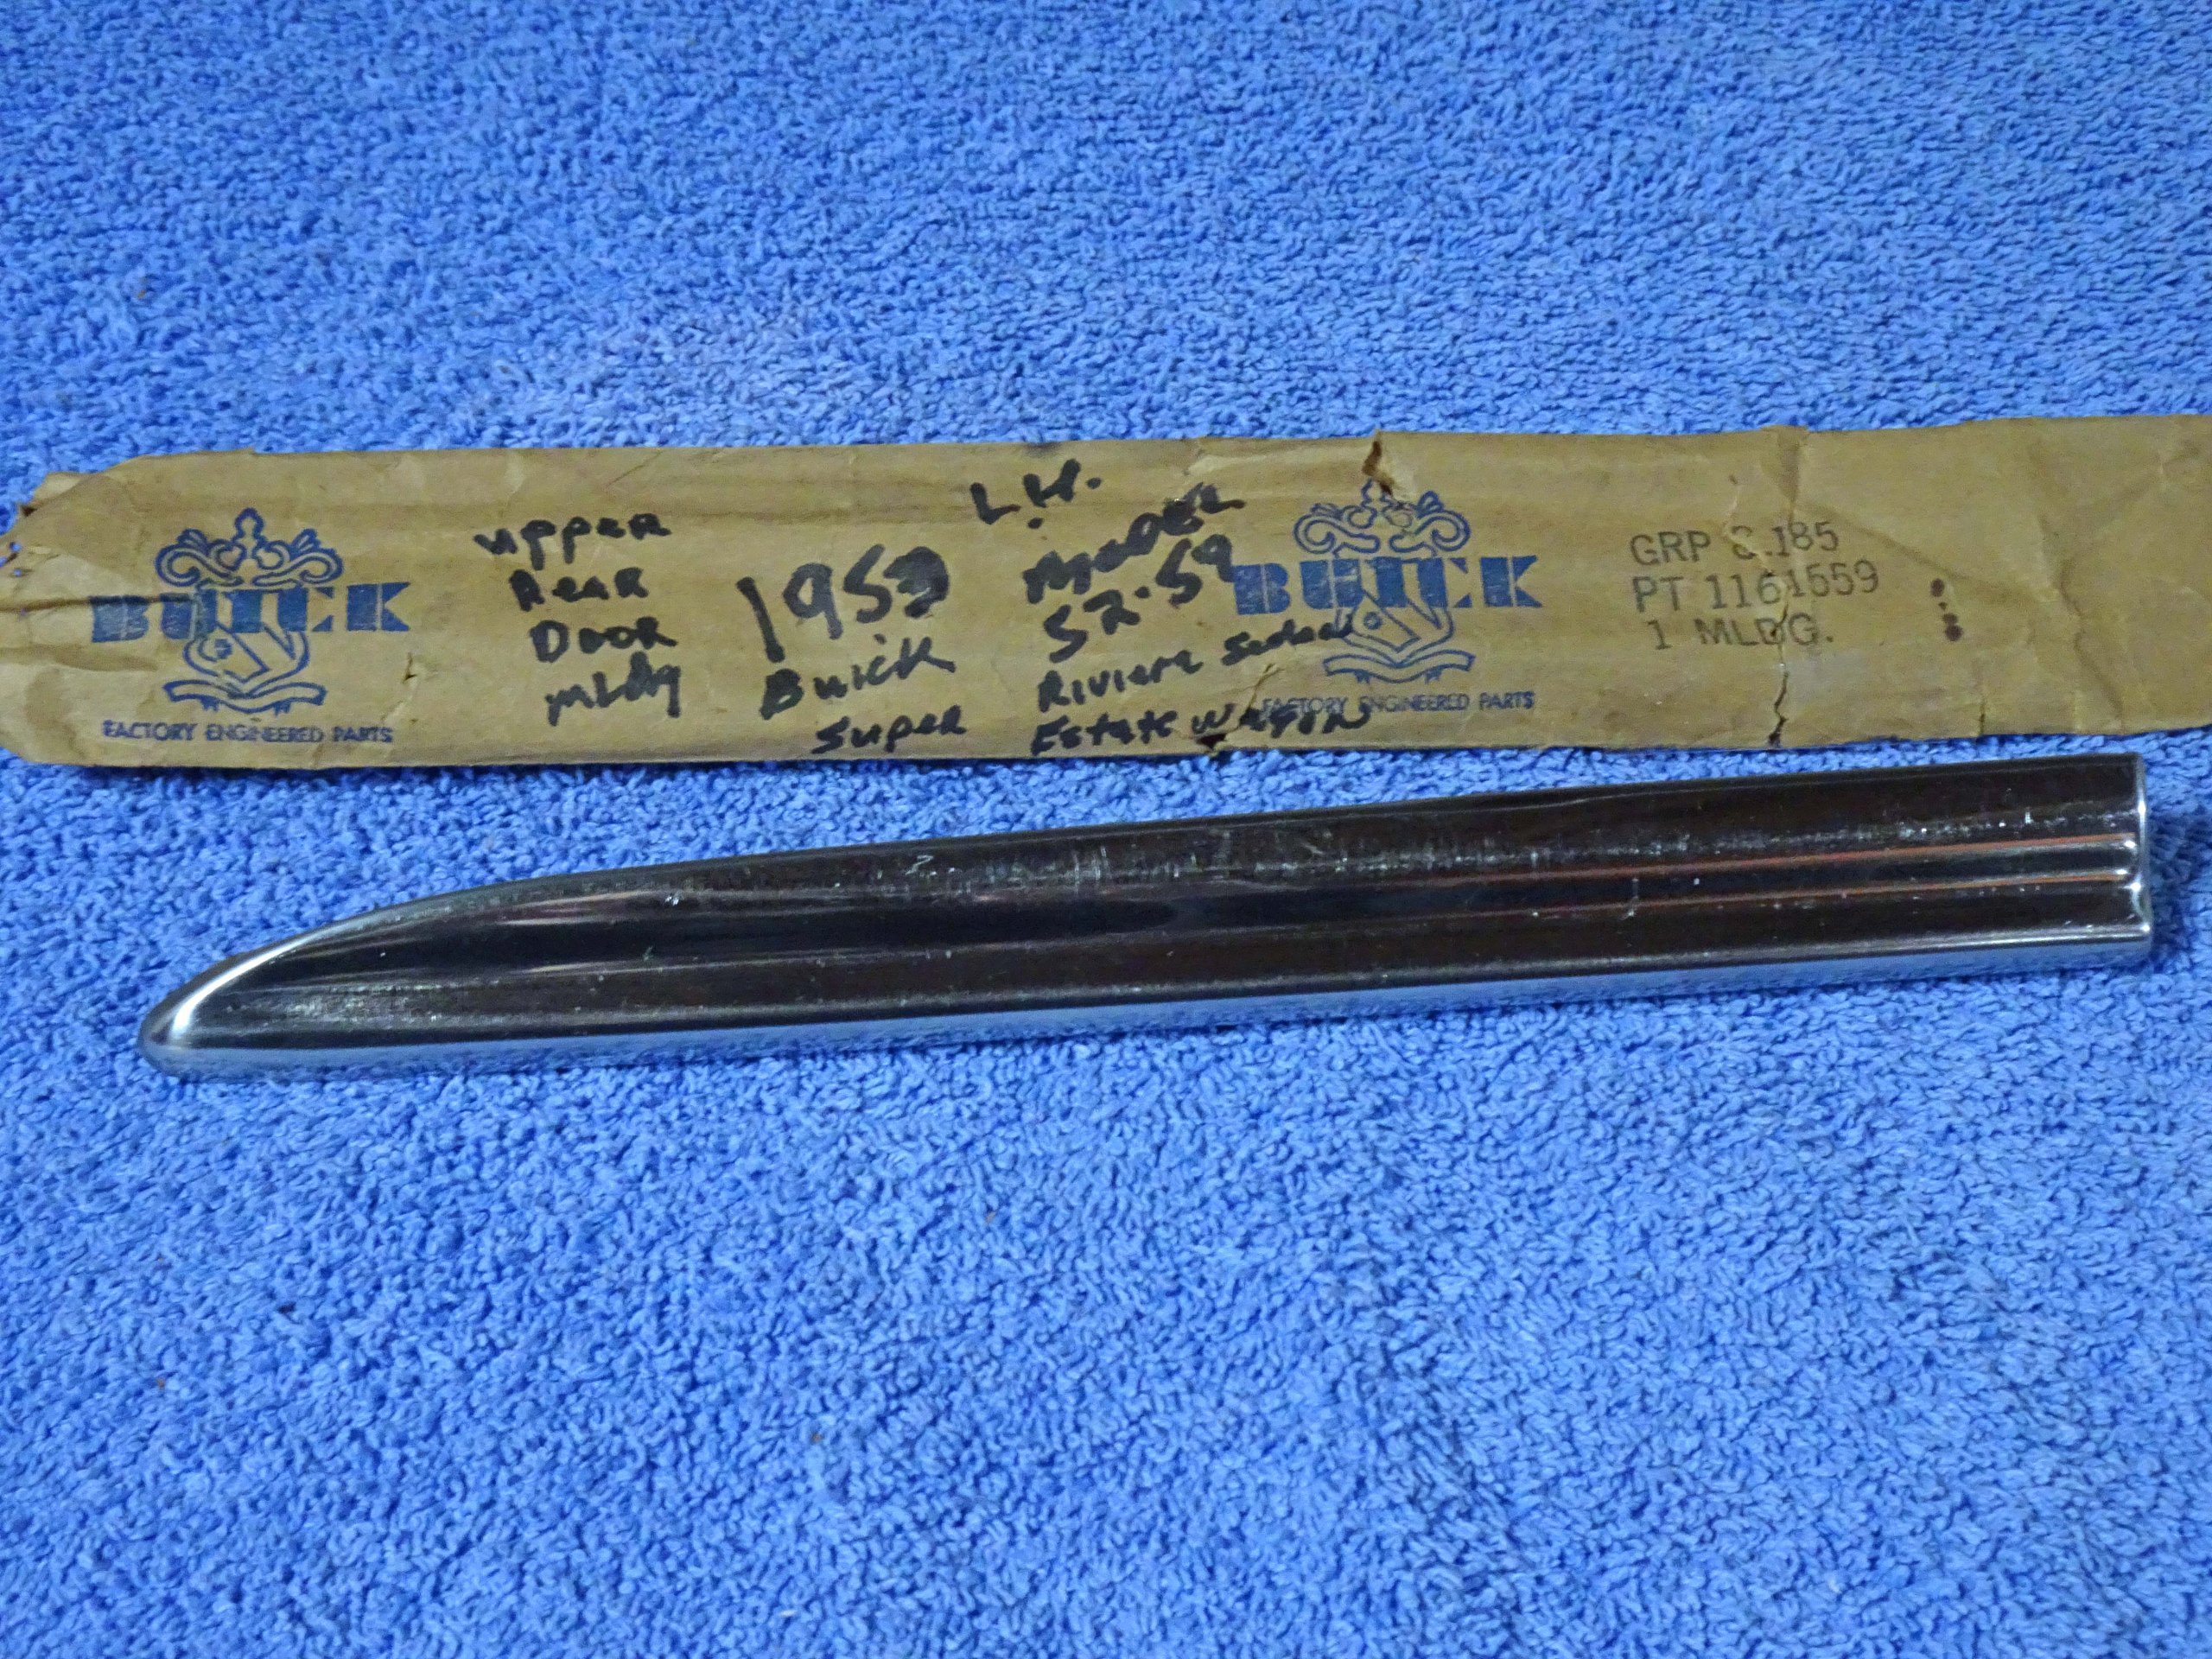 BUICK
FACTORY ENGINEERED PARTS
upper
Rear
Door
mldg
1953
Buick
Super
L.H.
MODEL
52-59
Riviera Sedan
Estate Wagon
BUICK
FACTORY ENGINEERED PARTS
GRP 8.185
PT 1161559
1 MLDG.